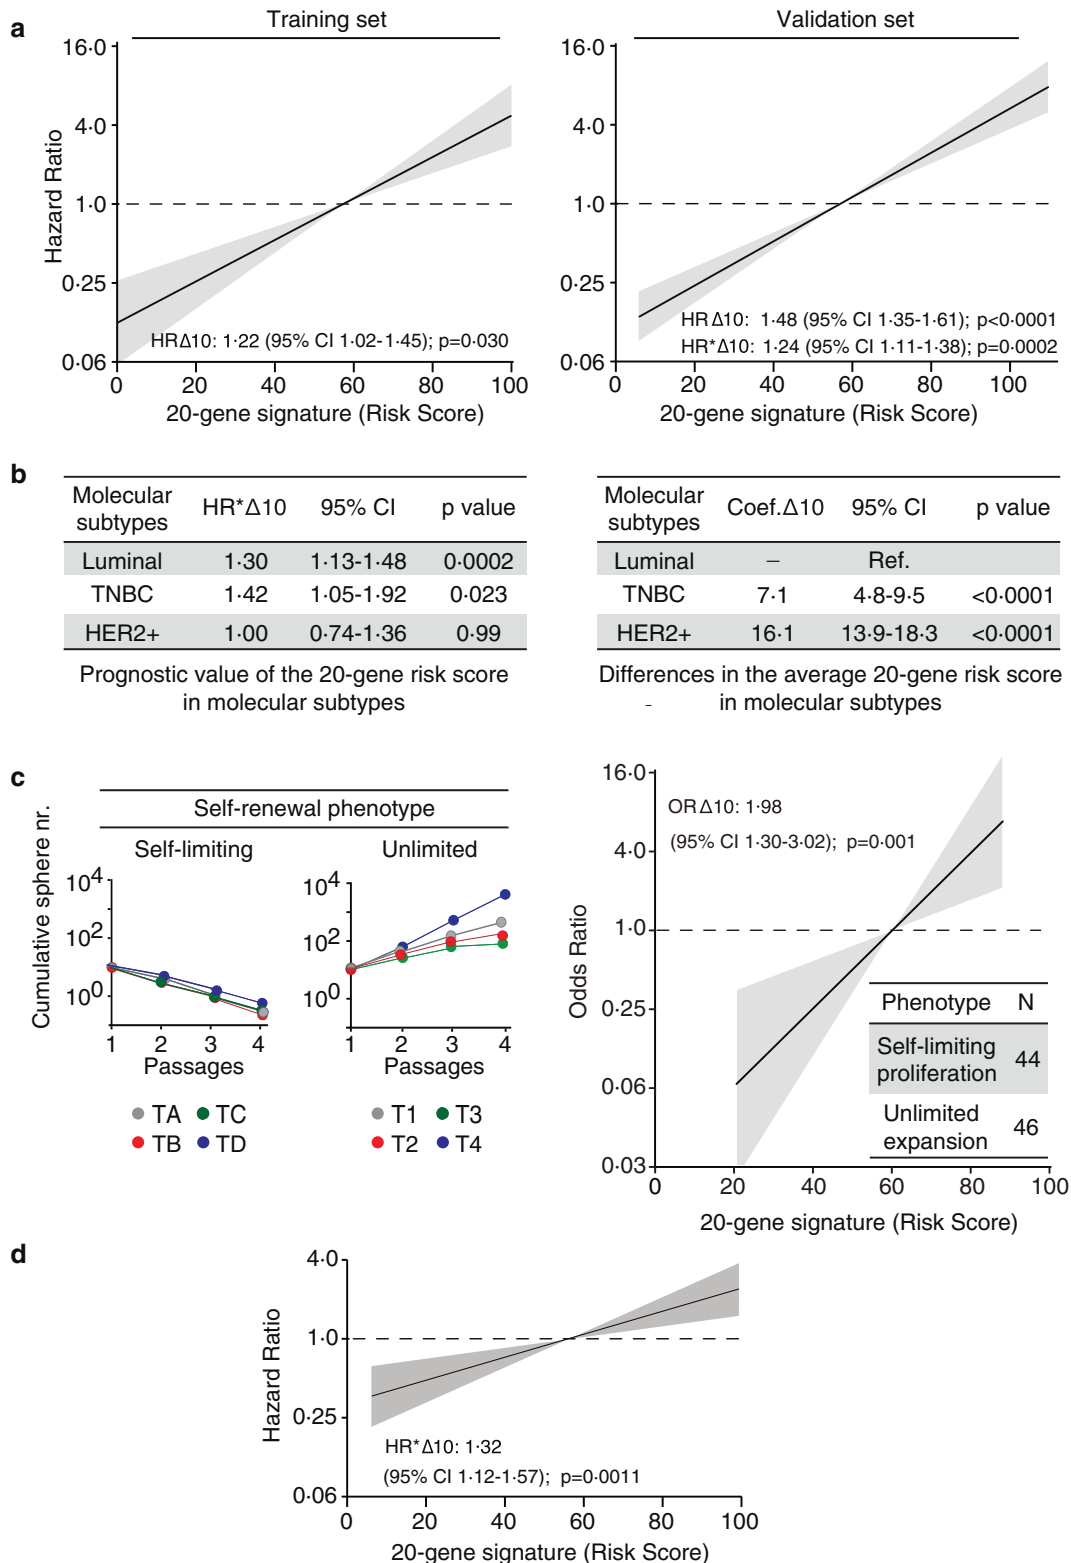 a
Training set
16·0
4·0
1·0
0·25
0·06
Hazard Ratio
HRΔ10: 1·22 (95% CI 1·02-1·45); p=0·030
0 20 40 60 80 100
20-gene signature (Risk Score)
Validation set
16·0
4·0
1·0
0·25
0·06
HRΔ10: 1·48 (95% CI 1·35-1·61); p<0·0001
HR*Δ10: 1·24 (95% CI 1·11-1·38); p=0·0002
0 20 40 60 80 100
20-gene signature (Risk Score)
b
Molecular subtypes HR*Δ10 95% CI p value
Luminal 1·30 1·13-1·48 0·0002
TNBC 1·42 1·05-1·92 0·023
HER2+ 1·00 0·74-1·36 0·99
Prognostic value of the 20-gene risk score
in molecular subtypes
Molecular subtypes Coef.Δ10 95% CI p value
Luminal – Ref.
TNBC 7·1 4·8-9·5 <0·0001
HER2+ 16·1 13·9-18·3 <0·0001
Differences in the average 20-gene risk score
in molecular subtypes
c
Self-renewal phenotype
Self-limiting Unlimited
Cumulative sphere nr.
10⁴
10²
10⁰
1 2 3 4
Passages
TA TC
TB TD
10⁴
10²
10⁰
1 2 3 4
Passages
T1 T3
T2 T4
16·0
4·0
1·0
0·25
0·06
0·03
Odds Ratio
ORΔ10: 1·98
(95% CI 1·30-3·02); p=0·001
Phenotype N
Self-limiting proliferation 44
Unlimited expansion 46
0 20 40 60 80 100
20-gene signature (Risk Score)
d
4·0
1·0
0·25
0·06
Hazard Ratio
HR*Δ10: 1·32
(95% CI 1·12-1·57); p=0·0011
0 20 40 60 80 100
20-gene signature (Risk Score)